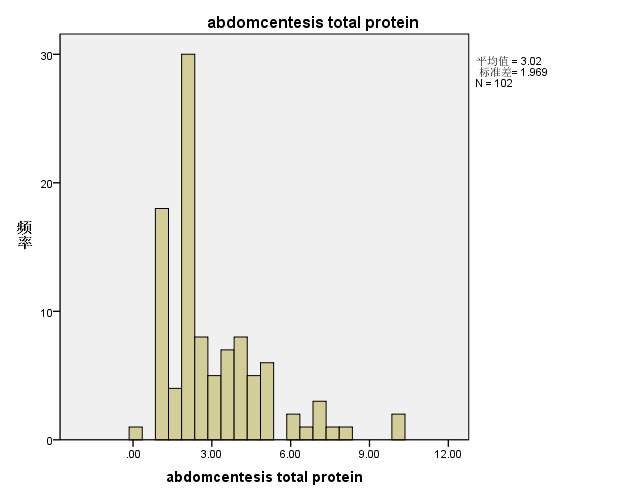 abdomcentesis total protein
平均值 = 3.02
标准差= 1.969
N = 102
30
20
10
0
频率
.00 3.00 6.00 9.00 12.00
abdomcentesis total protein